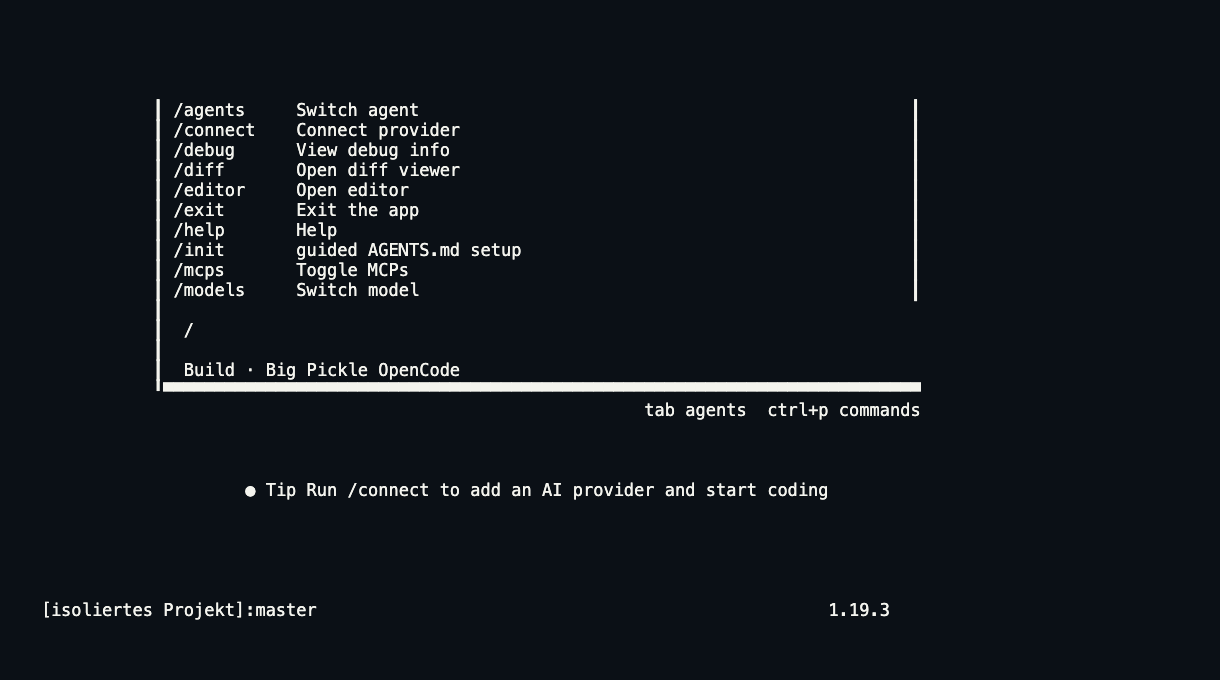 /agents Switch agent
/connect Connect provider
/debug View debug info
/diff Open diff viewer
/editor Open editor
/exit Exit the app
/help Help
/init guided AGENTS.md setup
/mcps Toggle MCPs
/models Switch model
/
Build · Big Pickle OpenCode
tab agents ctrl+p commands
● Tip Run /connect to add an AI provider and start coding
[isoliertes Projekt]:master 1.19.3